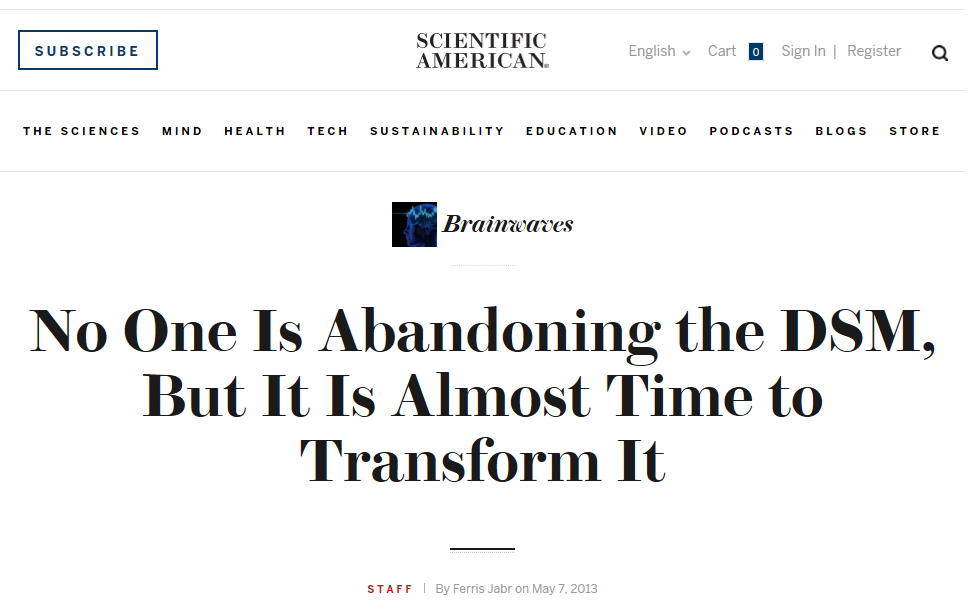 SUBSCRIBE
SCIENTIFIC
AMERICAN®
English
Cart 0
Sign In | Register
THE SCIENCES MIND HEALTH TECH SUSTAINABILITY EDUCATION VIDEO PODCASTS BLOGS STORE
Brainwaves
No One Is Abandoning the DSM,
But It Is Almost Time to
Transform It
STAFF | By Ferris Jabr on May 7, 2013